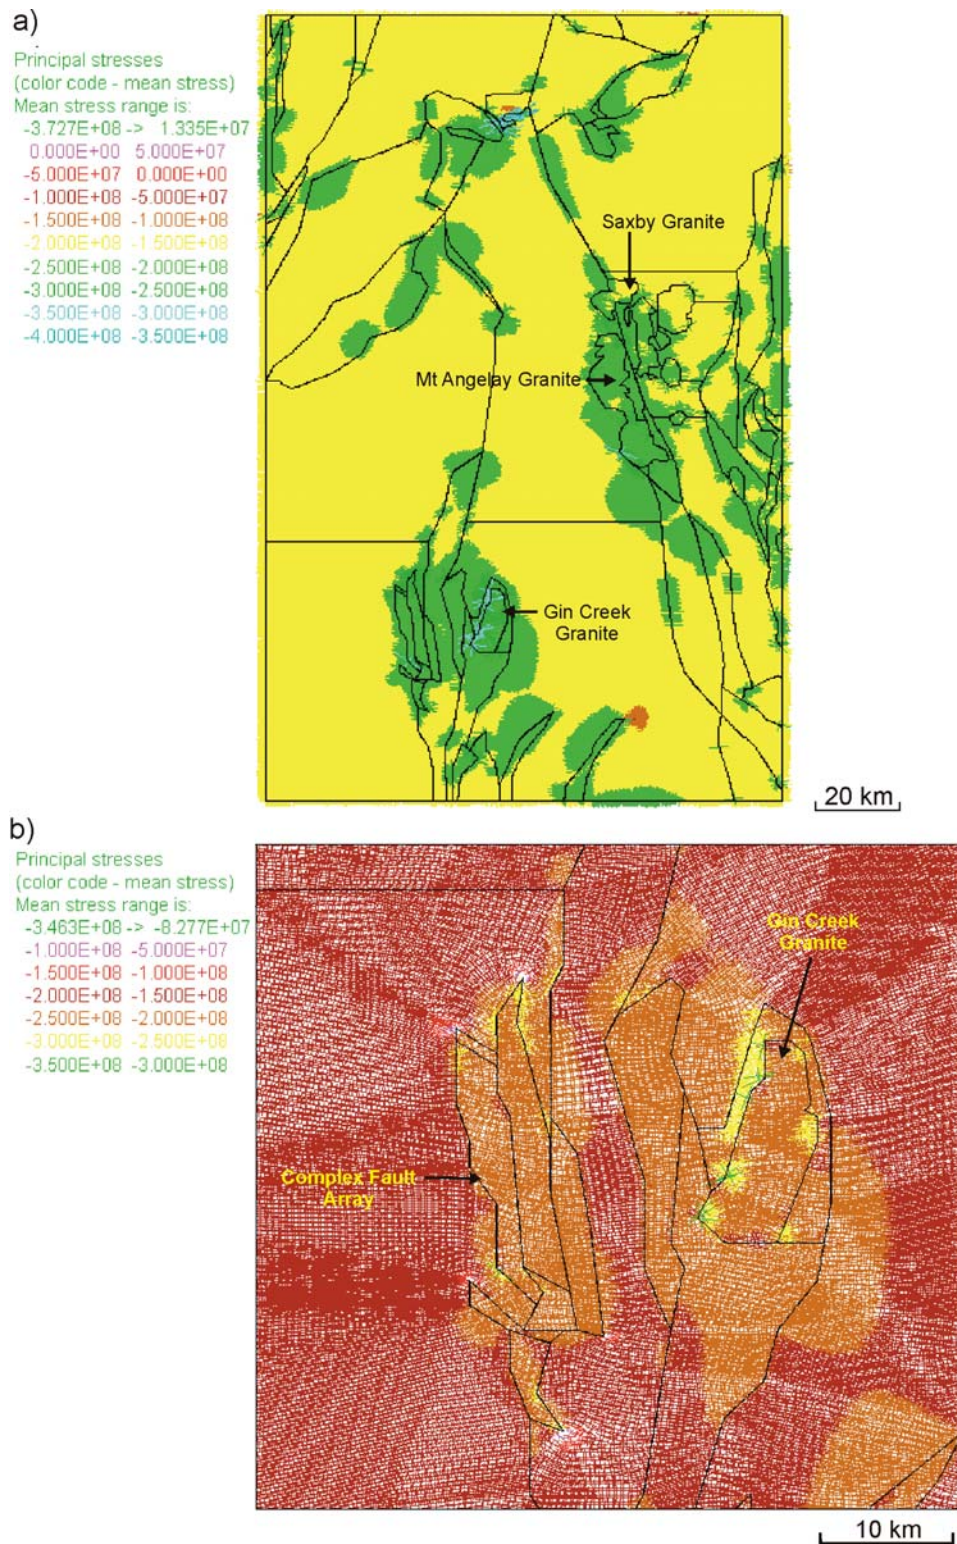 a)
Principal stresses
(color code - mean stress)
Mean stress range is:
-3.727E+08 -> 1.335E+07
0.000E+00 5.000E+07
-5.000E+07 0.000E+00
-1.000E+08 -5.000E+07
-1.500E+08 -1.000E+08
-2.000E+08 -1.500E+08
-2.500E+08 -2.000E+08
-3.000E+08 -2.500E+08
-3.500E+08 -3.000E+08
-4.000E+08 -3.500E+08
Saxby Granite
Mt Angelay Granite
Gin Creek
Granite
20 km
b)
Principal stresses
(color code - mean stress)
Mean stress range is:
-3.463E+08 -> -8.277E+07
-1.000E+08 -5.000E+07
-1.500E+08 -1.000E+08
-2.000E+08 -1.500E+08
-2.500E+08 -2.000E+08
-3.000E+08 -2.500E+08
-3.500E+08 -3.000E+08
Gin Creek
Granite
Complex Fault
Array
10 km